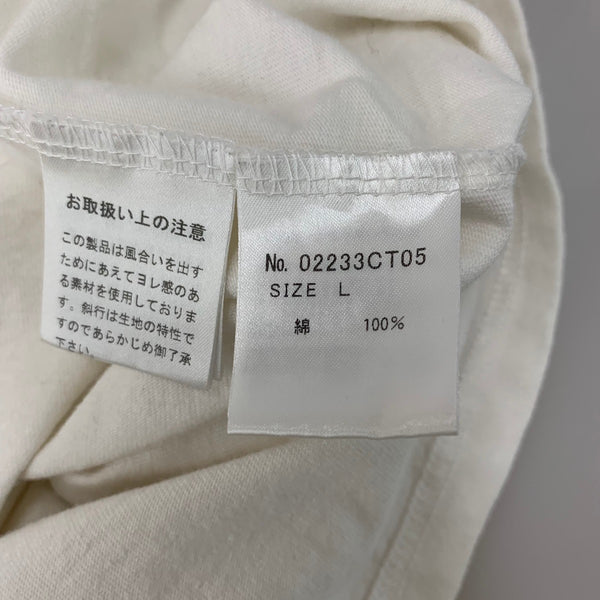 お取扱い上の注意
この製品は風合いを出す
ためにあえてヨレ感のあ
る素材を使用しておりま
す。斜行は生地の特性で
すのであらかじめ御了承
下さい。
No. 02233CT05
SIZE L
綿 100%